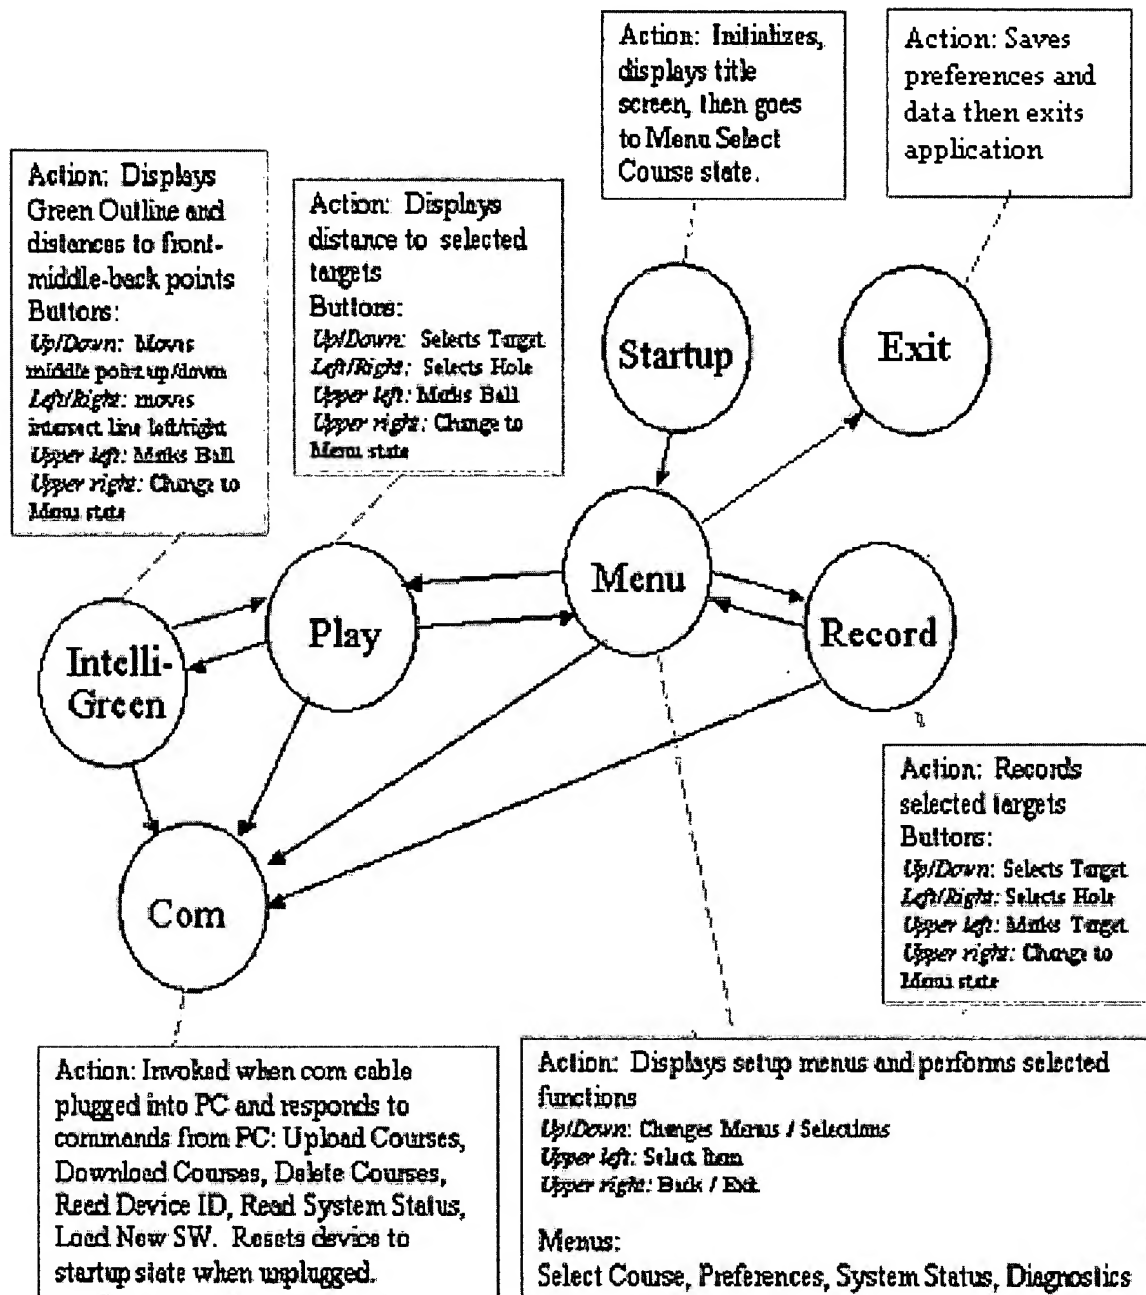 Action: Initializes,
displays title
screen, then goes
to Menu Select
Course state.
Action: Saves
preferences and
data then exits
application
Action: Displays
Green Outline and
distances to front-
middle-back points
Buttons:
Up/Down: Moves
middle point up/down
Left/Right: moves
intersect line left/right
Upper left: Marks Ball
Upper right: Change to
Menu state
Action: Displays
distance to selected
targets
Buttons:
Up/Down: Selects Target
Left/Right: Selects Hole
Upper left: Marks Ball
Upper right: Change to
Menu state
Startup
Exit
Menu
Play
Record
Intelli-
Green
Com
Action: Records
selected targets
Buttons:
Up/Down: Selects Target
Left/Right: Selects Hole
Upper left: Marks Target
Upper right: Change to
Menu state
Action: Invoked when com cable
plugged into PC and responds to
commands from PC: Upload Courses,
Download Courses, Delete Courses,
Read Device ID, Read System Status,
Load New SW. Resets device to
startup state when unplugged.
Action: Displays setup menus and performs selected
functions
Up/Down: Changes Menus / Selections
Upper left: Select Item
Upper right: Back / Exit
Menus:
Select Course, Preferences, System Status, Diagnostics